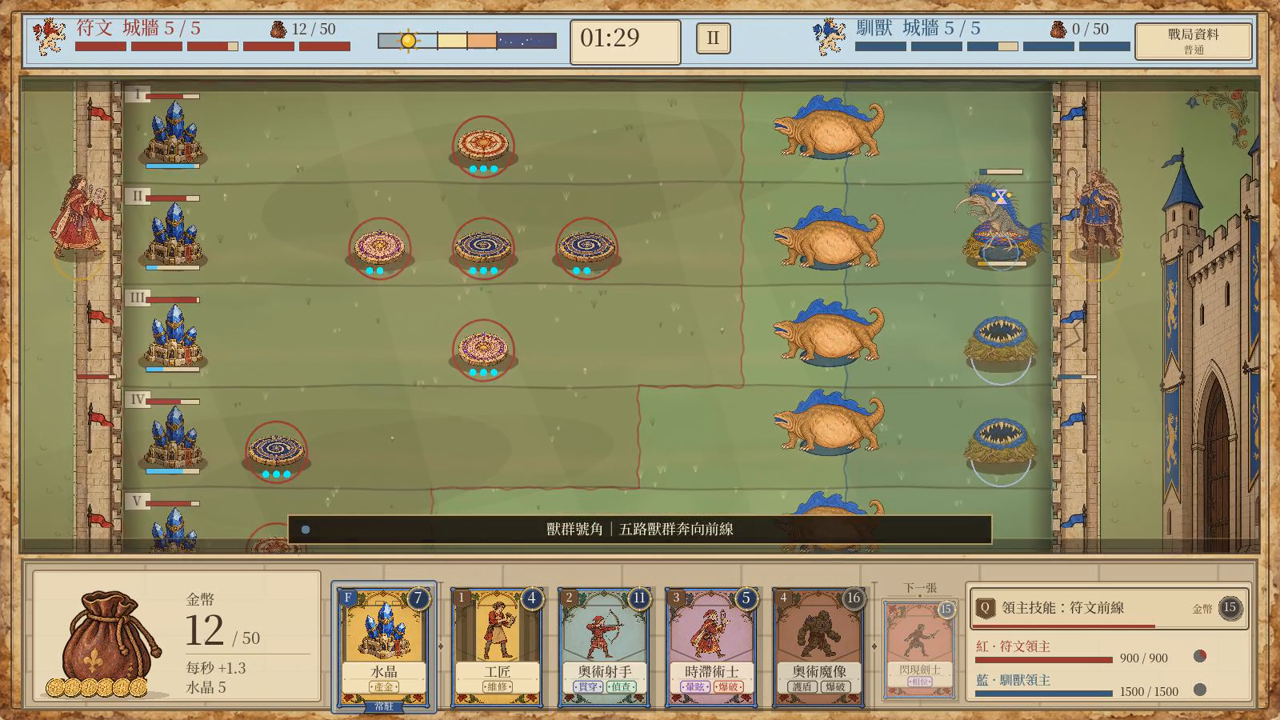 符文 城牆 5 / 5
12 / 50
01:29
II
馴獸 城牆 5 / 5
0 / 50
戰局資料
普通
I
II
III
IV
V
獸群號角｜五路獸群奔向前線
金幣
12 / 50
每秒 +1.3
水晶 5
F 7
水晶
•產金•
常駐
1 4
工匠
•維修•
2 11
奧術射手
•貫穿• •偵查•
3 5
時滯術士
•暈眩• •爆破•
4 16
奧術魔像
護盾 爆破
下一張
15
閃現劍士
Q 領主技能：符文前線 金幣 15
紅 · 符文領主
900 / 900
藍 · 馴獸領主
1500 / 1500